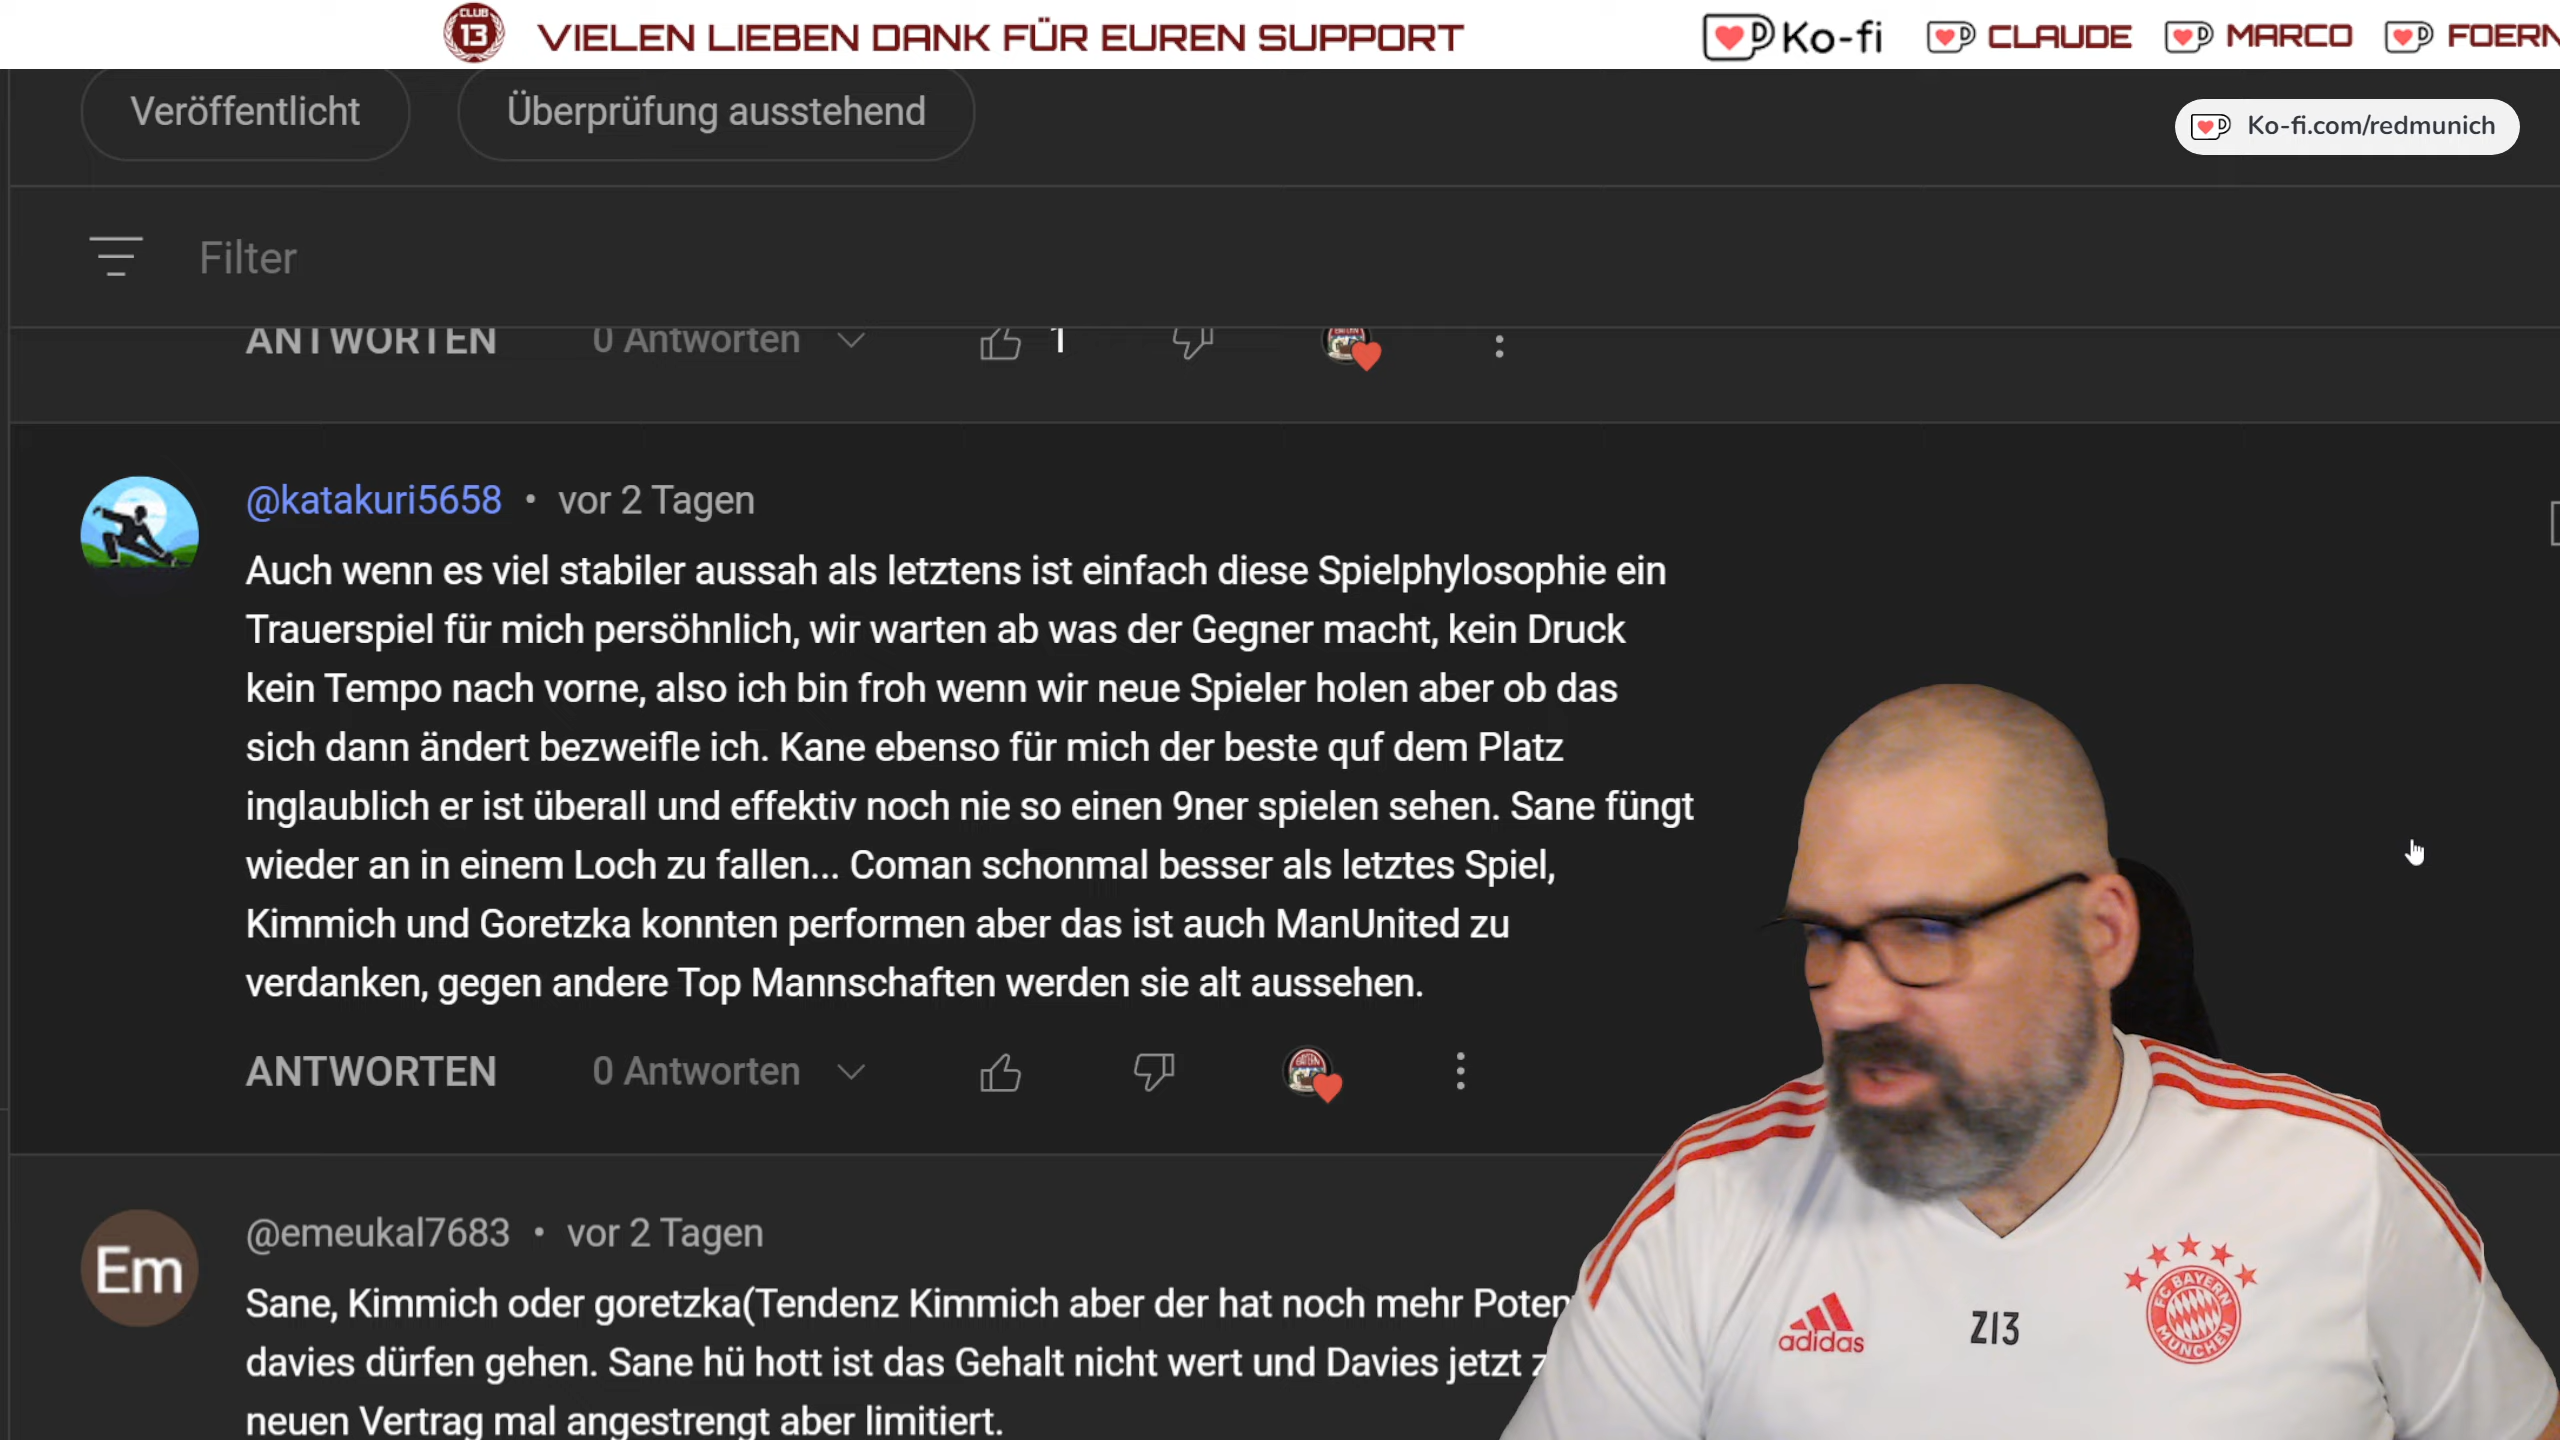 CLUB 13 VIELEN LIEBEN DANK FÜR EUREN SUPPORT Ko-fi CLAUDE MARCO FOERN
Veröffentlicht Überprüfung ausstehend Ko-fi.com/redmunich
Filter
ANTWORTEN 0 Antworten 1
@katakuri5658 • vor 2 Tagen
Auch wenn es viel stabiler aussah als letztens ist einfach diese Spielphylosophie ein
Trauerspiel für mich persöhnlich, wir warten ab was der Gegner macht, kein Druck
kein Tempo nach vorne, also ich bin froh wenn wir neue Spieler holen aber ob das
sich dann ändert bezweifle ich. Kane ebenso für mich der beste quf dem Platz
inglaublich er ist überall und effektiv noch nie so einen 9ner spielen sehen. Sane füngt
wieder an in einem Loch zu fallen... Coman schonmal besser als letztes Spiel,
Kimmich und Goretzka konnten performen aber das ist auch ManUnited zu
verdanken, gegen andere Top Mannschaften werden sie alt aussehen.
ANTWORTEN 0 Antworten
Em @emeukal7683 • vor 2 Tagen
Sane, Kimmich oder goretzka(Tendenz Kimmich aber der hat noch mehr Poten
davies dürfen gehen. Sane hü hott ist das Gehalt nicht wert und Davies jetzt z
neuen Vertrag mal angestrengt aber limitiert.
adidas
Z13
FC BAYERN
MÜNCHEN